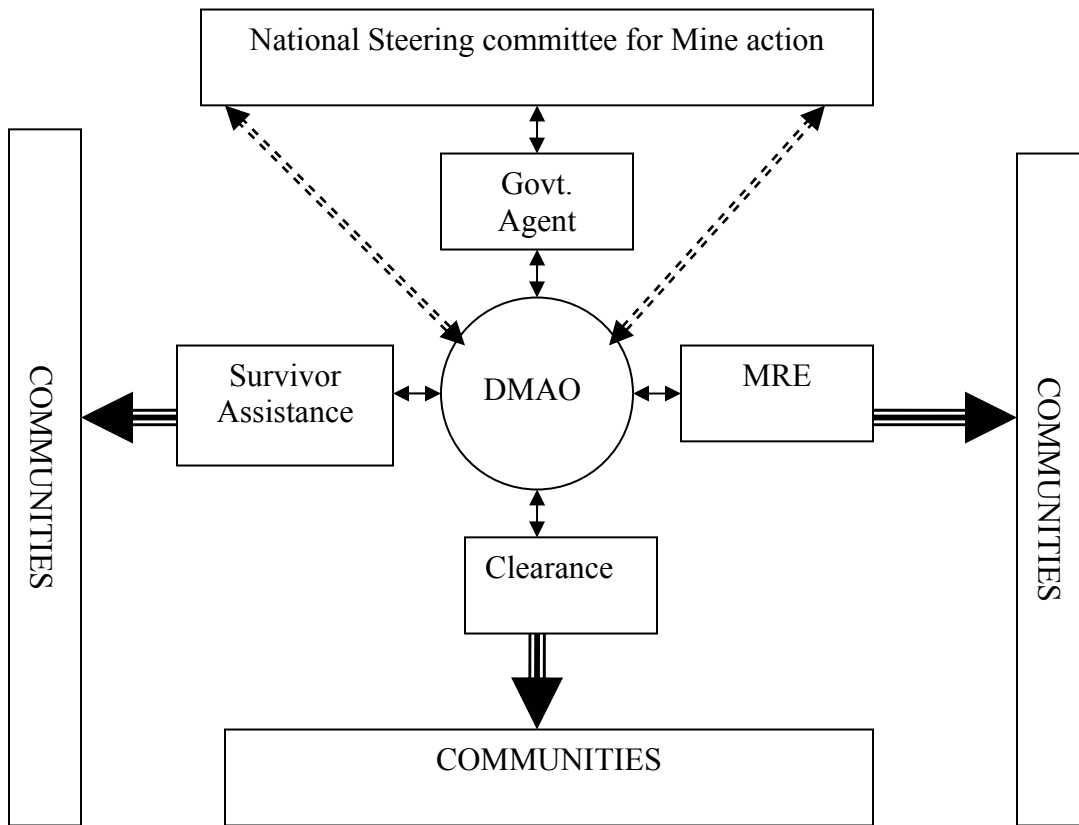 National Steering committee for Mine action
Govt.
Agent
COMMUNITIES
Survivor
Assistance
DMAO
MRE
COMMUNITIES
Clearance
COMMUNITIES